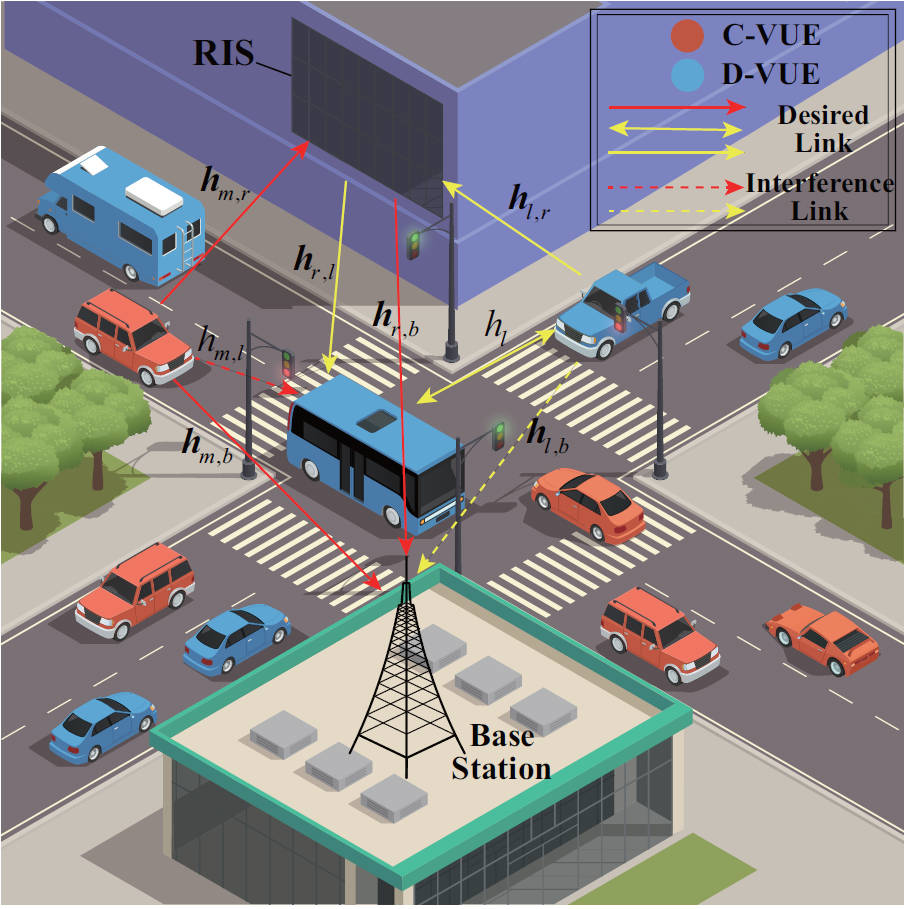 RIS
C-VUE
D-VUE
Desired
Link
Interference
Link
h_{m,r}
h_{l,r}
h_{r,l}
h_{r,b}
h_l
h_{m,l}
h_{m,b}
h_{l,b}
Base
Station